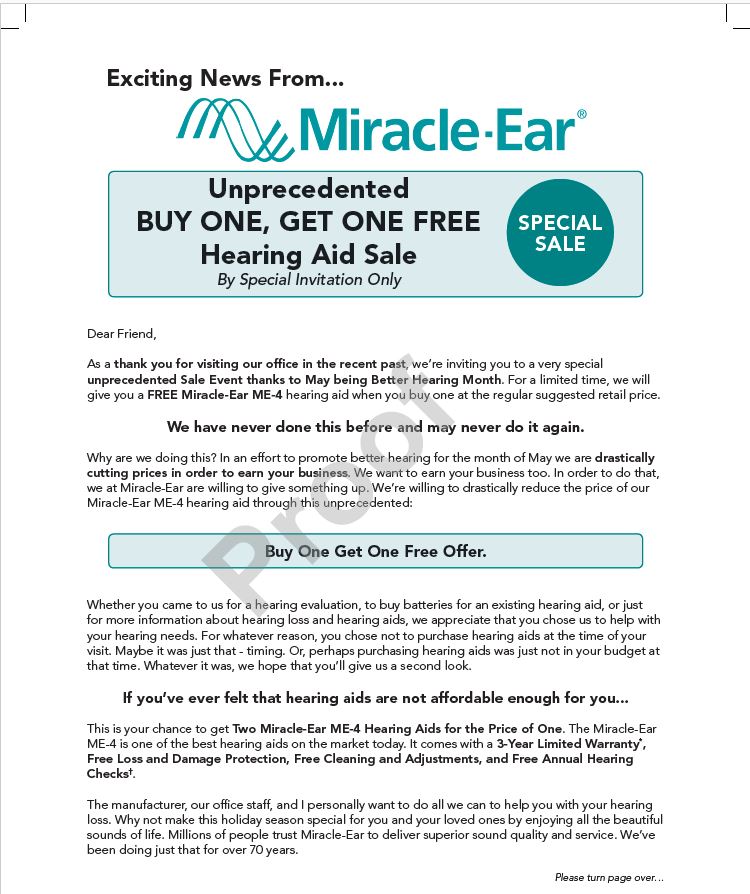 Exciting News From...
Miracle-Ear®
Unprecedented
BUY ONE, GET ONE FREE
Hearing Aid Sale
By Special Invitation Only
SPECIAL
SALE
Dear Friend,
As a thank you for visiting our office in the recent past, we’re inviting you to a very special
unprecedented Sale Event thanks to May being Better Hearing Month. For a limited time, we will
give you a FREE Miracle-Ear ME-4 hearing aid when you buy one at the regular suggested retail price.
We have never done this before and may never do it again.
Why are we doing this? In an effort to promote better hearing for the month of May we are drastically
cutting prices in order to earn your business. We want to earn your business too. In order to do that,
we at Miracle-Ear are willing to give something up. We’re willing to drastically reduce the price of our
Miracle-Ear ME-4 hearing aid through this unprecedented:
Proof
Buy One Get One Free Offer.
Whether you came to us for a hearing evaluation, to buy batteries for an existing hearing aid, or just
for more information about hearing loss and hearing aids, we appreciate that you chose us to help with
your hearing needs. For whatever reason, you chose not to purchase hearing aids at the time of your
visit. Maybe it was just that - timing. Or, perhaps purchasing hearing aids was just not in your budget at
that time. Whatever it was, we hope that you’ll give us a second look.
If you’ve ever felt that hearing aids are not affordable enough for you...
This is your chance to get Two Miracle-Ear ME-4 Hearing Aids for the Price of One. The Miracle-Ear
ME-4 is one of the best hearing aids on the market today. It comes with a 3-Year Limited Warranty*,
Free Loss and Damage Protection, Free Cleaning and Adjustments, and Free Annual Hearing
Checks†.
The manufacturer, our office staff, and I personally want to do all we can to help you with your hearing
loss. Why not make this holiday season special for you and your loved ones by enjoying all the beautiful
sounds of life. Millions of people trust Miracle-Ear to deliver superior sound quality and service. We’ve
been doing just that for over 70 years.
Please turn page over...